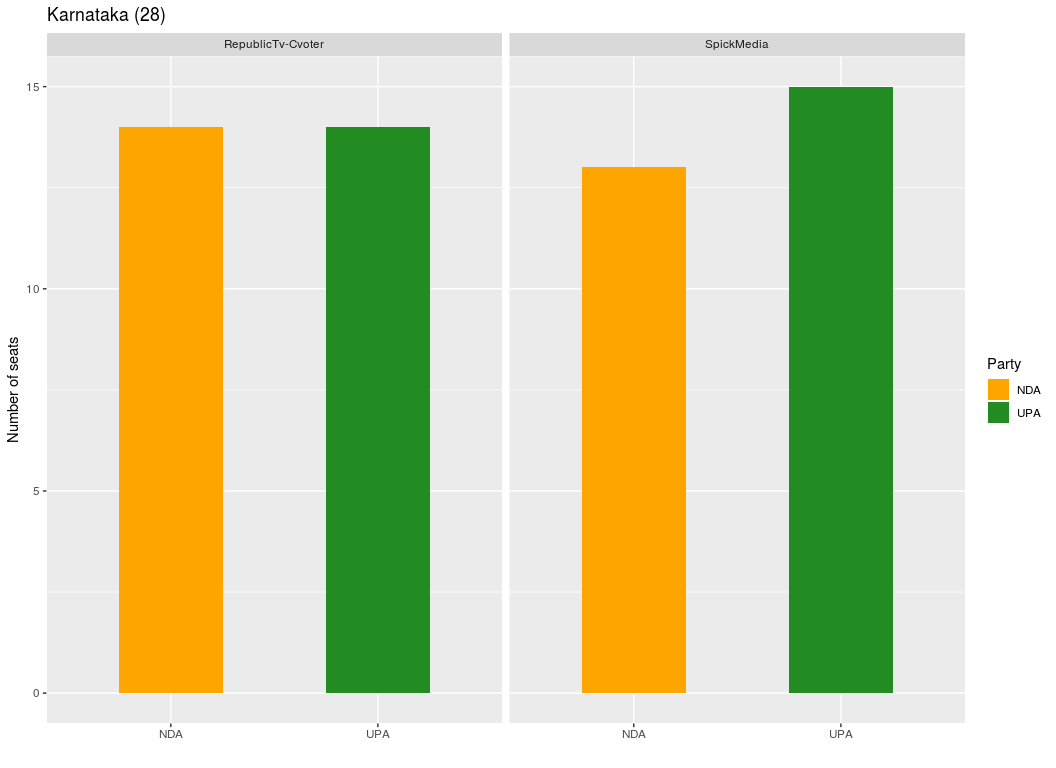 Karnataka (28)
RepublicTv-Cvoter
SpickMedia
Number of seats
15
10
5
0
NDA
UPA
NDA
UPA
Party
NDA
UPA